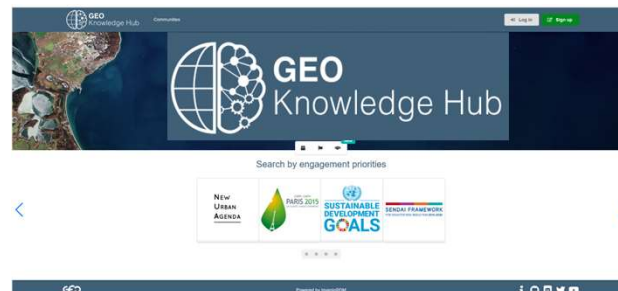 GEO
Knowledge Hub
Communities
Log in
Sign up
GEO
Knowledge Hub
Search by engagement priorities
NEW
URBAN
AGENDA
PARIS 2015
SUSTAINABLE
DEVELOPMENT
GOALS
SENDAI FRAMEWORK
GEO
Powered by InvenioRDM